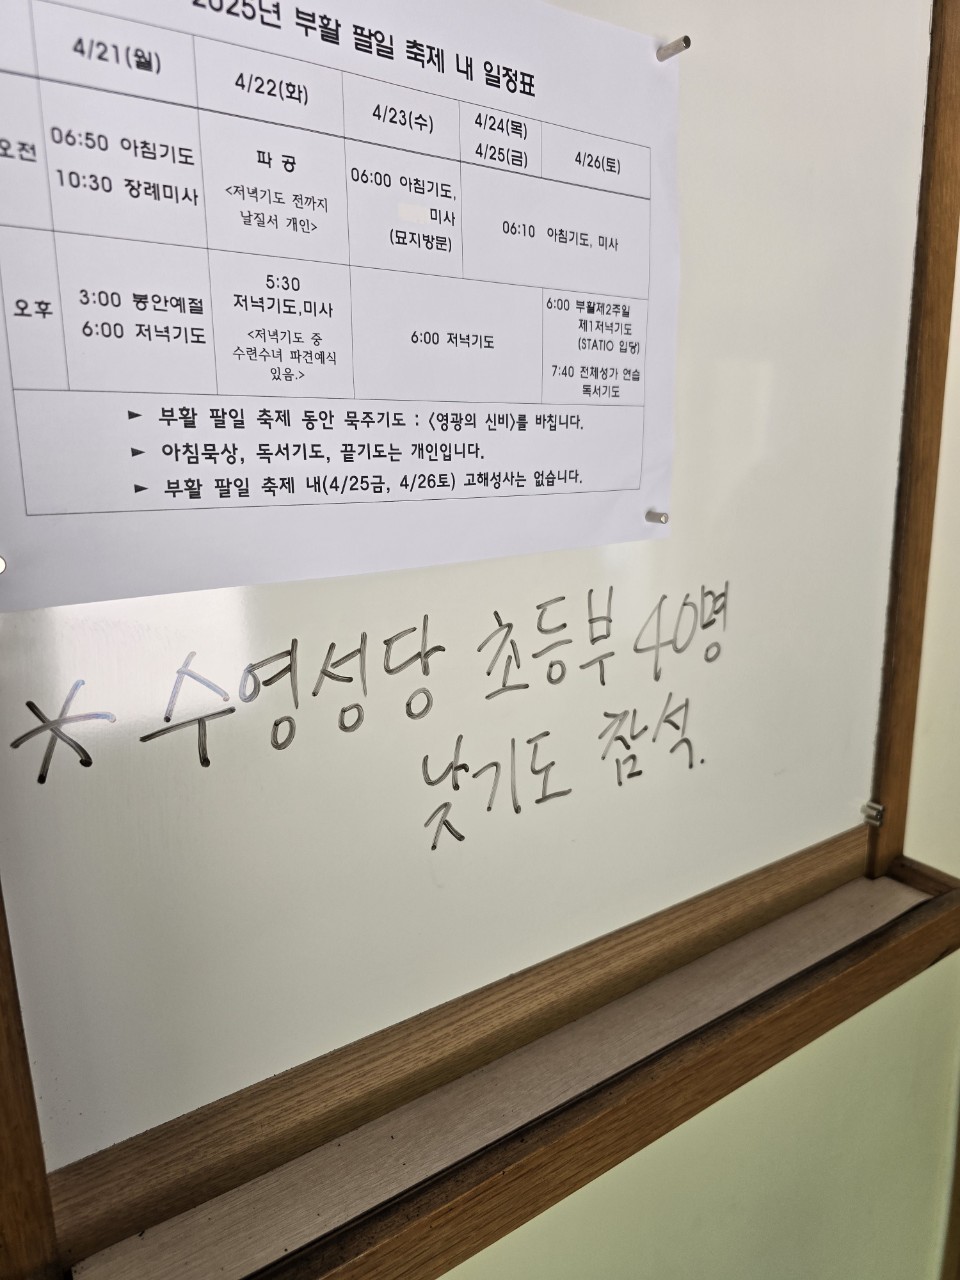 2025년 부활 팔일 축제 내 일정표
4/21(월) 4/22(화) 4/23(수) 4/24(목) 4/25(금) 4/26(토)
오전
06:50 아침기도
10:30 장례미사
파 공
<저녁기도 전까지
날질서 개인>
06:00 아침기도,
미사
(묘지방문)
06:10 아침기도, 미사
오후
3:00 봉안예절
6:00 저녁기도
5:30
저녁기도,미사
<저녁기도 중
수련수녀 파견예식
있음.>
6:00 저녁기도
6:00 부활제2주일
제1저녁기도
(STATIO 입당)
7:40 전체성가 연습
독서기도
► 부활 팔일 축제 동안 묵주기도 : <영광의 신비>를 바칩니다.
► 아침묵상, 독서기도, 끝기도는 개인입니다.
► 부활 팔일 축제 내(4/25금, 4/26토) 고해성사는 없습니다.
* 수영성당 초등부 40명
낮기도 참석.